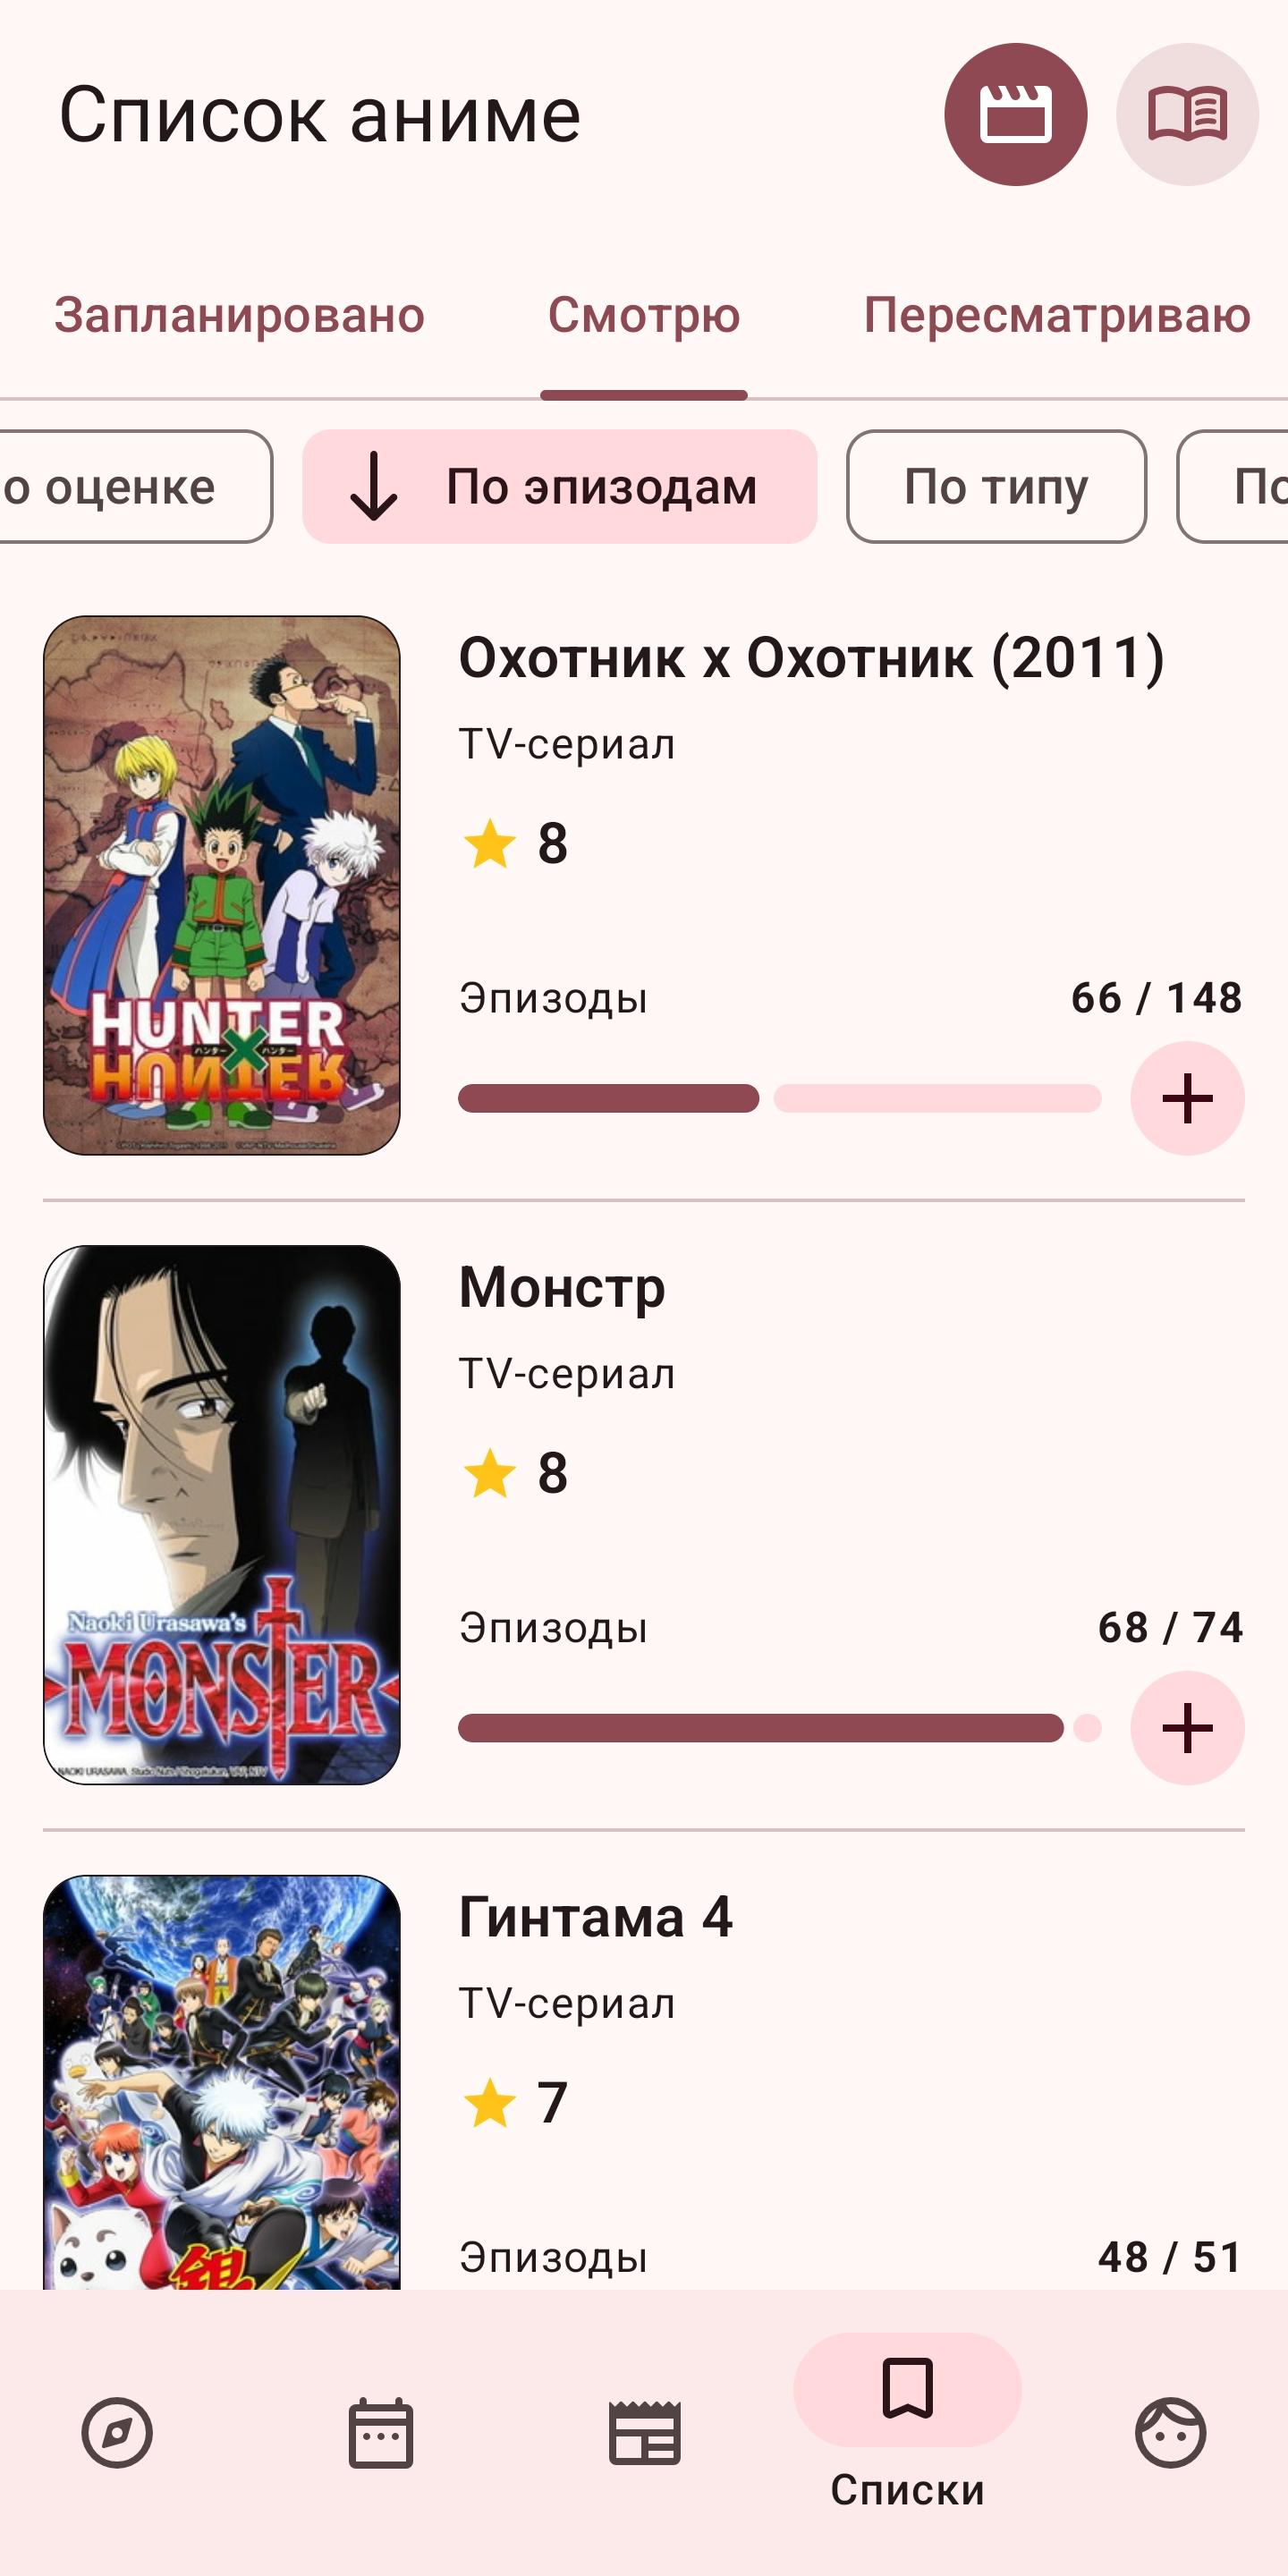 Список аниме
Запланировано
Смотрю
Пересматриваю
о оценке
По эпизодам
По типу
По
Охотник х Охотник (2011)
TV-сериал
8
HUNTER
HUNTER
Эпизоды
66 / 148
Монстр
TV-сериал
8
Naoki Urasawa's
MONSTER
Эпизоды
68 / 74
Гинтама 4
TV-сериал
7
Эпизоды
48 / 51
Списки